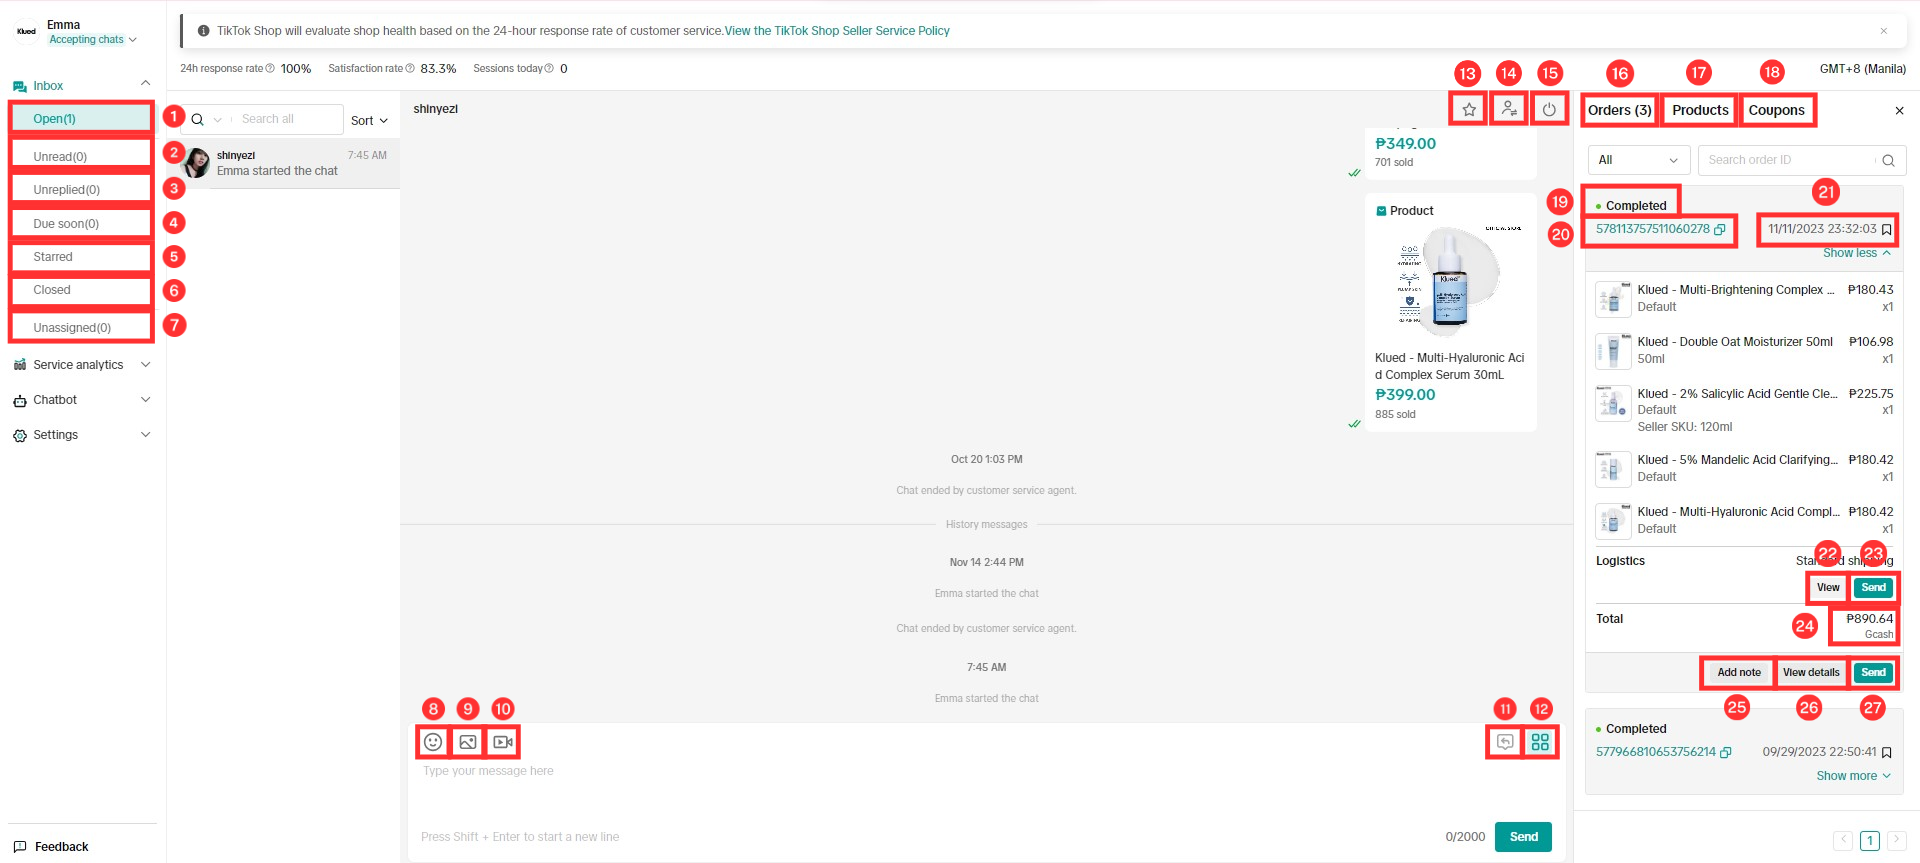 Klued
Emma
Accepting chats
TikTok Shop will evaluate shop health based on the 24-hour response rate of customer service.View the TikTok Shop Seller Service Policy
24h response rate 100% Satisfaction rate 83.3% Sessions today 0
GMT+8 (Manila)
Inbox
Open(1)
1
Unread(0)
2
Unreplied(0)
3
Due soon(0)
4
Starred
5
Closed
6
Unassigned(0)
7
Service analytics
Chatbot
Settings
Feedback
Search all
Sort
shinyezi 7:45 AM
Emma started the chat
shinyezi
13 14 15
₱349.00
701 sold
Product
HYDRATING
REPAIRING
Klued
Klued - Multi-Hyaluronic Aci
d Complex Serum 30mL
₱399.00
885 sold
Oct 20 1:03 PM
Chat ended by customer service agent.
History messages
Nov 14 2:44 PM
Emma started the chat
Chat ended by customer service agent.
7:45 AM
Emma started the chat
8 9 10
11 12
Type your message here
Press Shift + Enter to start a new line
0/2000
Send
16 17 18
Orders (3) Products Coupons
All
Search order ID
19
21
Completed
20
578113757511060278
11/11/2023 23:32:03
Show less
Klued - Multi-Brightening Complex ... ₱180.43
Default x1
Klued - Double Oat Moisturizer 50ml ₱106.98
50ml x1
Klued - 2% Salicylic Acid Gentle Cle... ₱225.75
Default x1
Seller SKU: 120ml
Klued - 5% Mandelic Acid Clarifying... ₱180.42
Default x1
Klued - Multi-Hyaluronic Acid Compl... ₱180.42
Default x1
22 23
Logistics Standard shipping
View Send
Total ₱890.64
24
Gcash
Add note View details Send
25 26 27
Completed
577966810653756214 09/29/2023 22:50:41
Show more
1